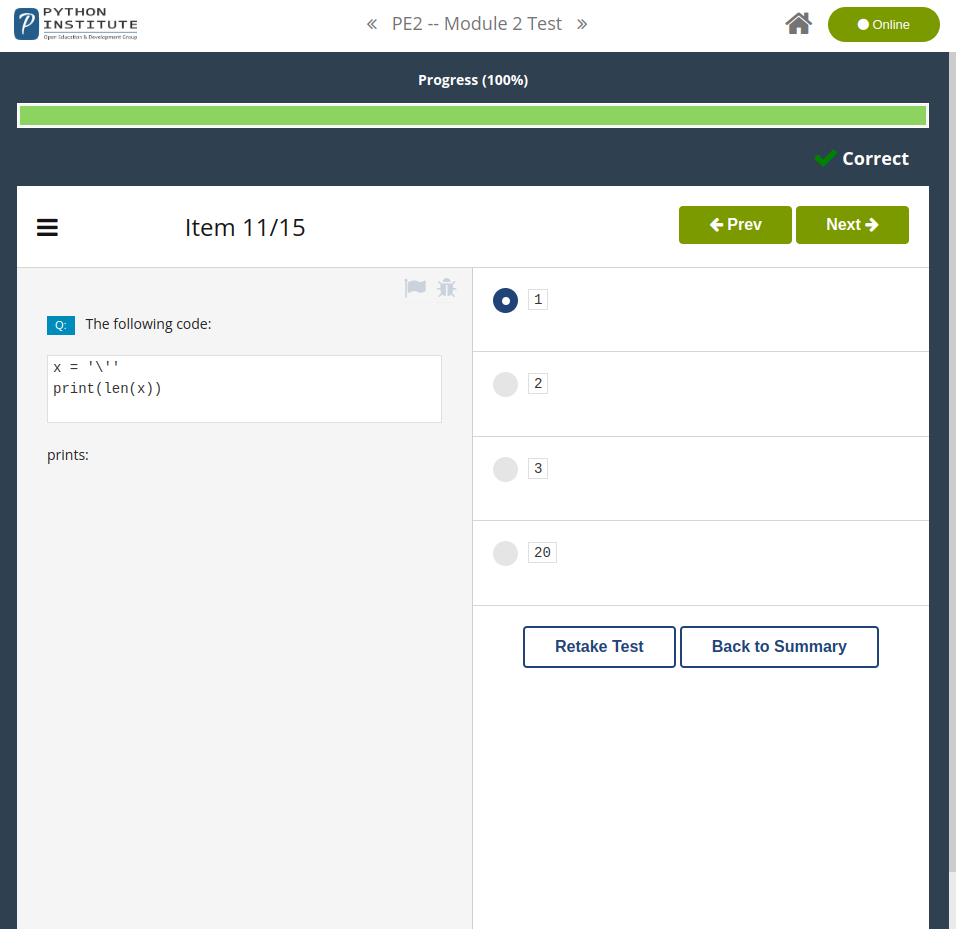 PYTHON
INSTITUTE
Open Education & Development Group
« PE2 -- Module 2 Test »
Online
Progress (100%)
Correct
Item 11/15
Prev
Next
Q: The following code:
x = '\''
print(len(x))
prints:
1
2
3
20
Retake Test
Back to Summary